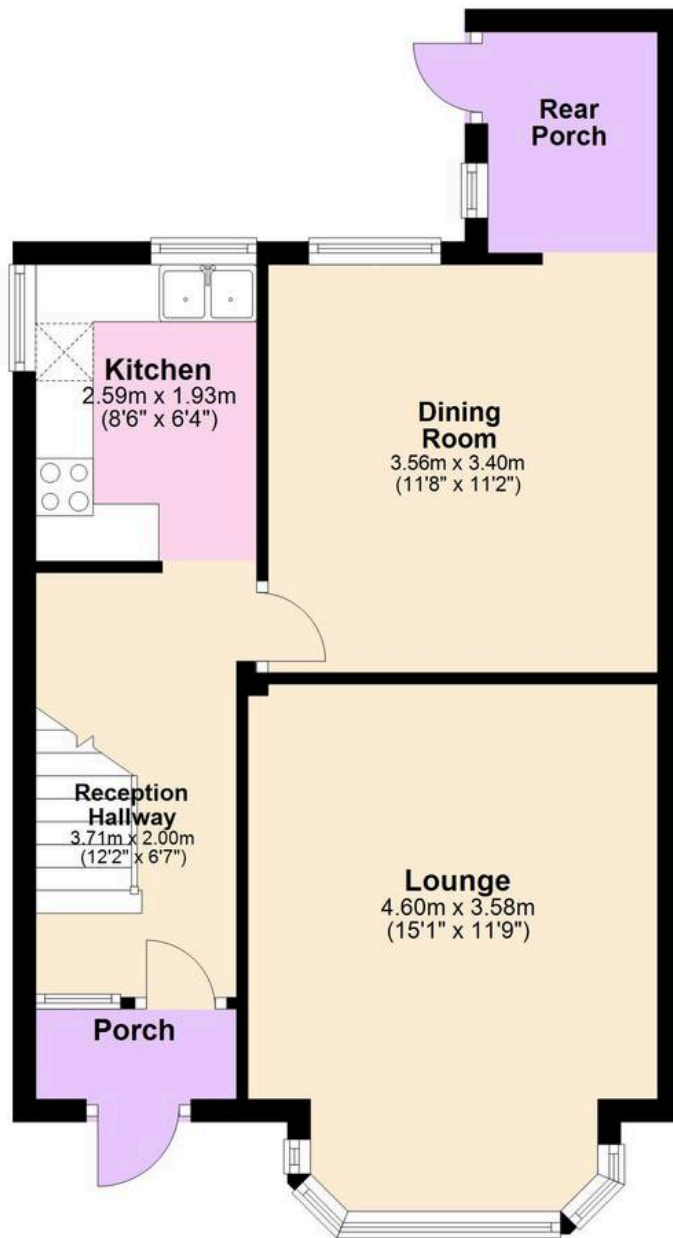 Rear
Porch
Kitchen
2.59m x 1.93m
(8'6" x 6'4")
Dining
Room
3.56m x 3.40m
(11'8" x 11'2")
Reception
Hallway
3.71m x 2.00m
(12'2" x 6'7")
Lounge
4.60m x 3.58m
(15'1" x 11'9")
Porch